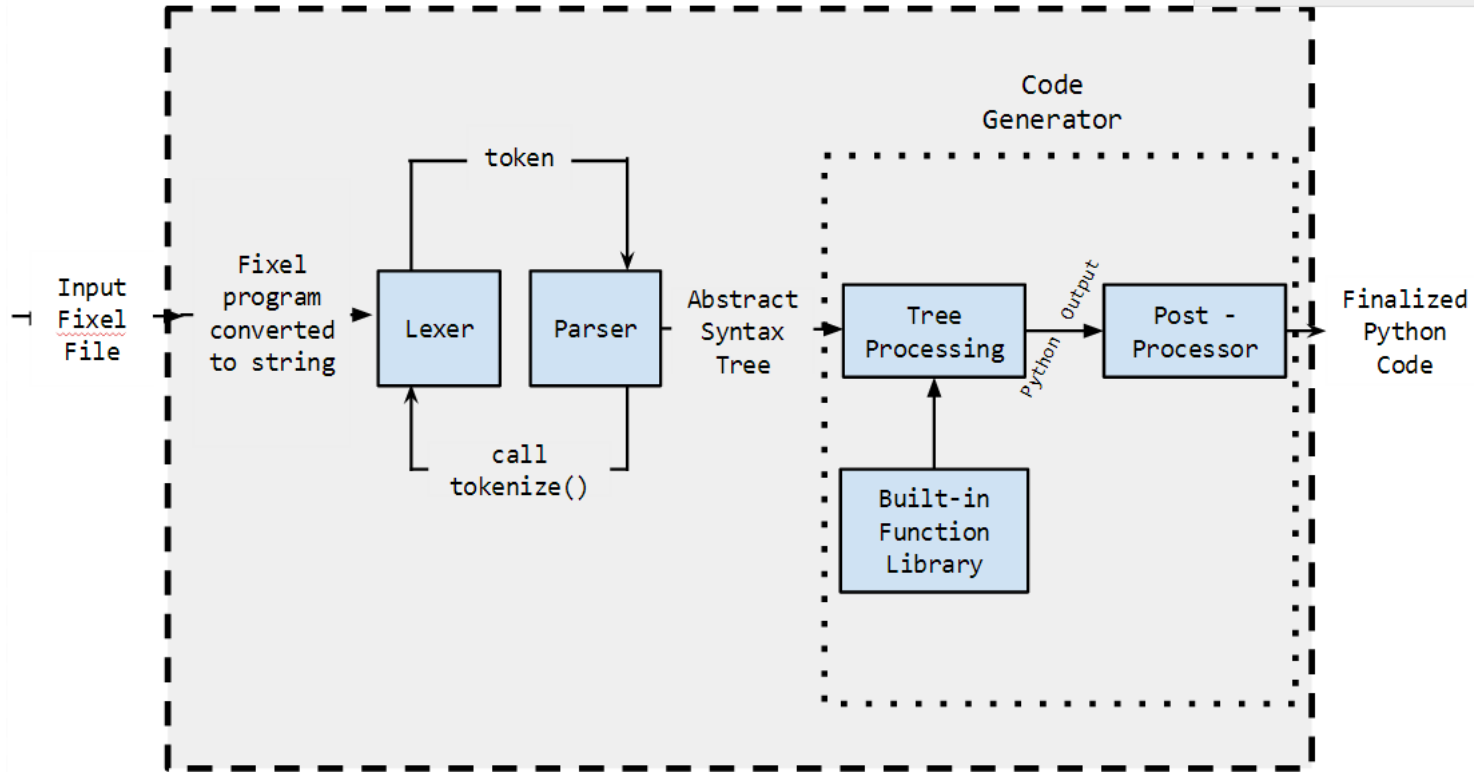 Code
Generator
token
Input
Fixel
File
Fixel
program
converted
to string
Lexer
Parser
Abstract
Syntax
Tree
Tree
Processing
Python Output
Post -
Processor
Finalized
Python
Code
call
tokenize()
Built-in
Function
Library